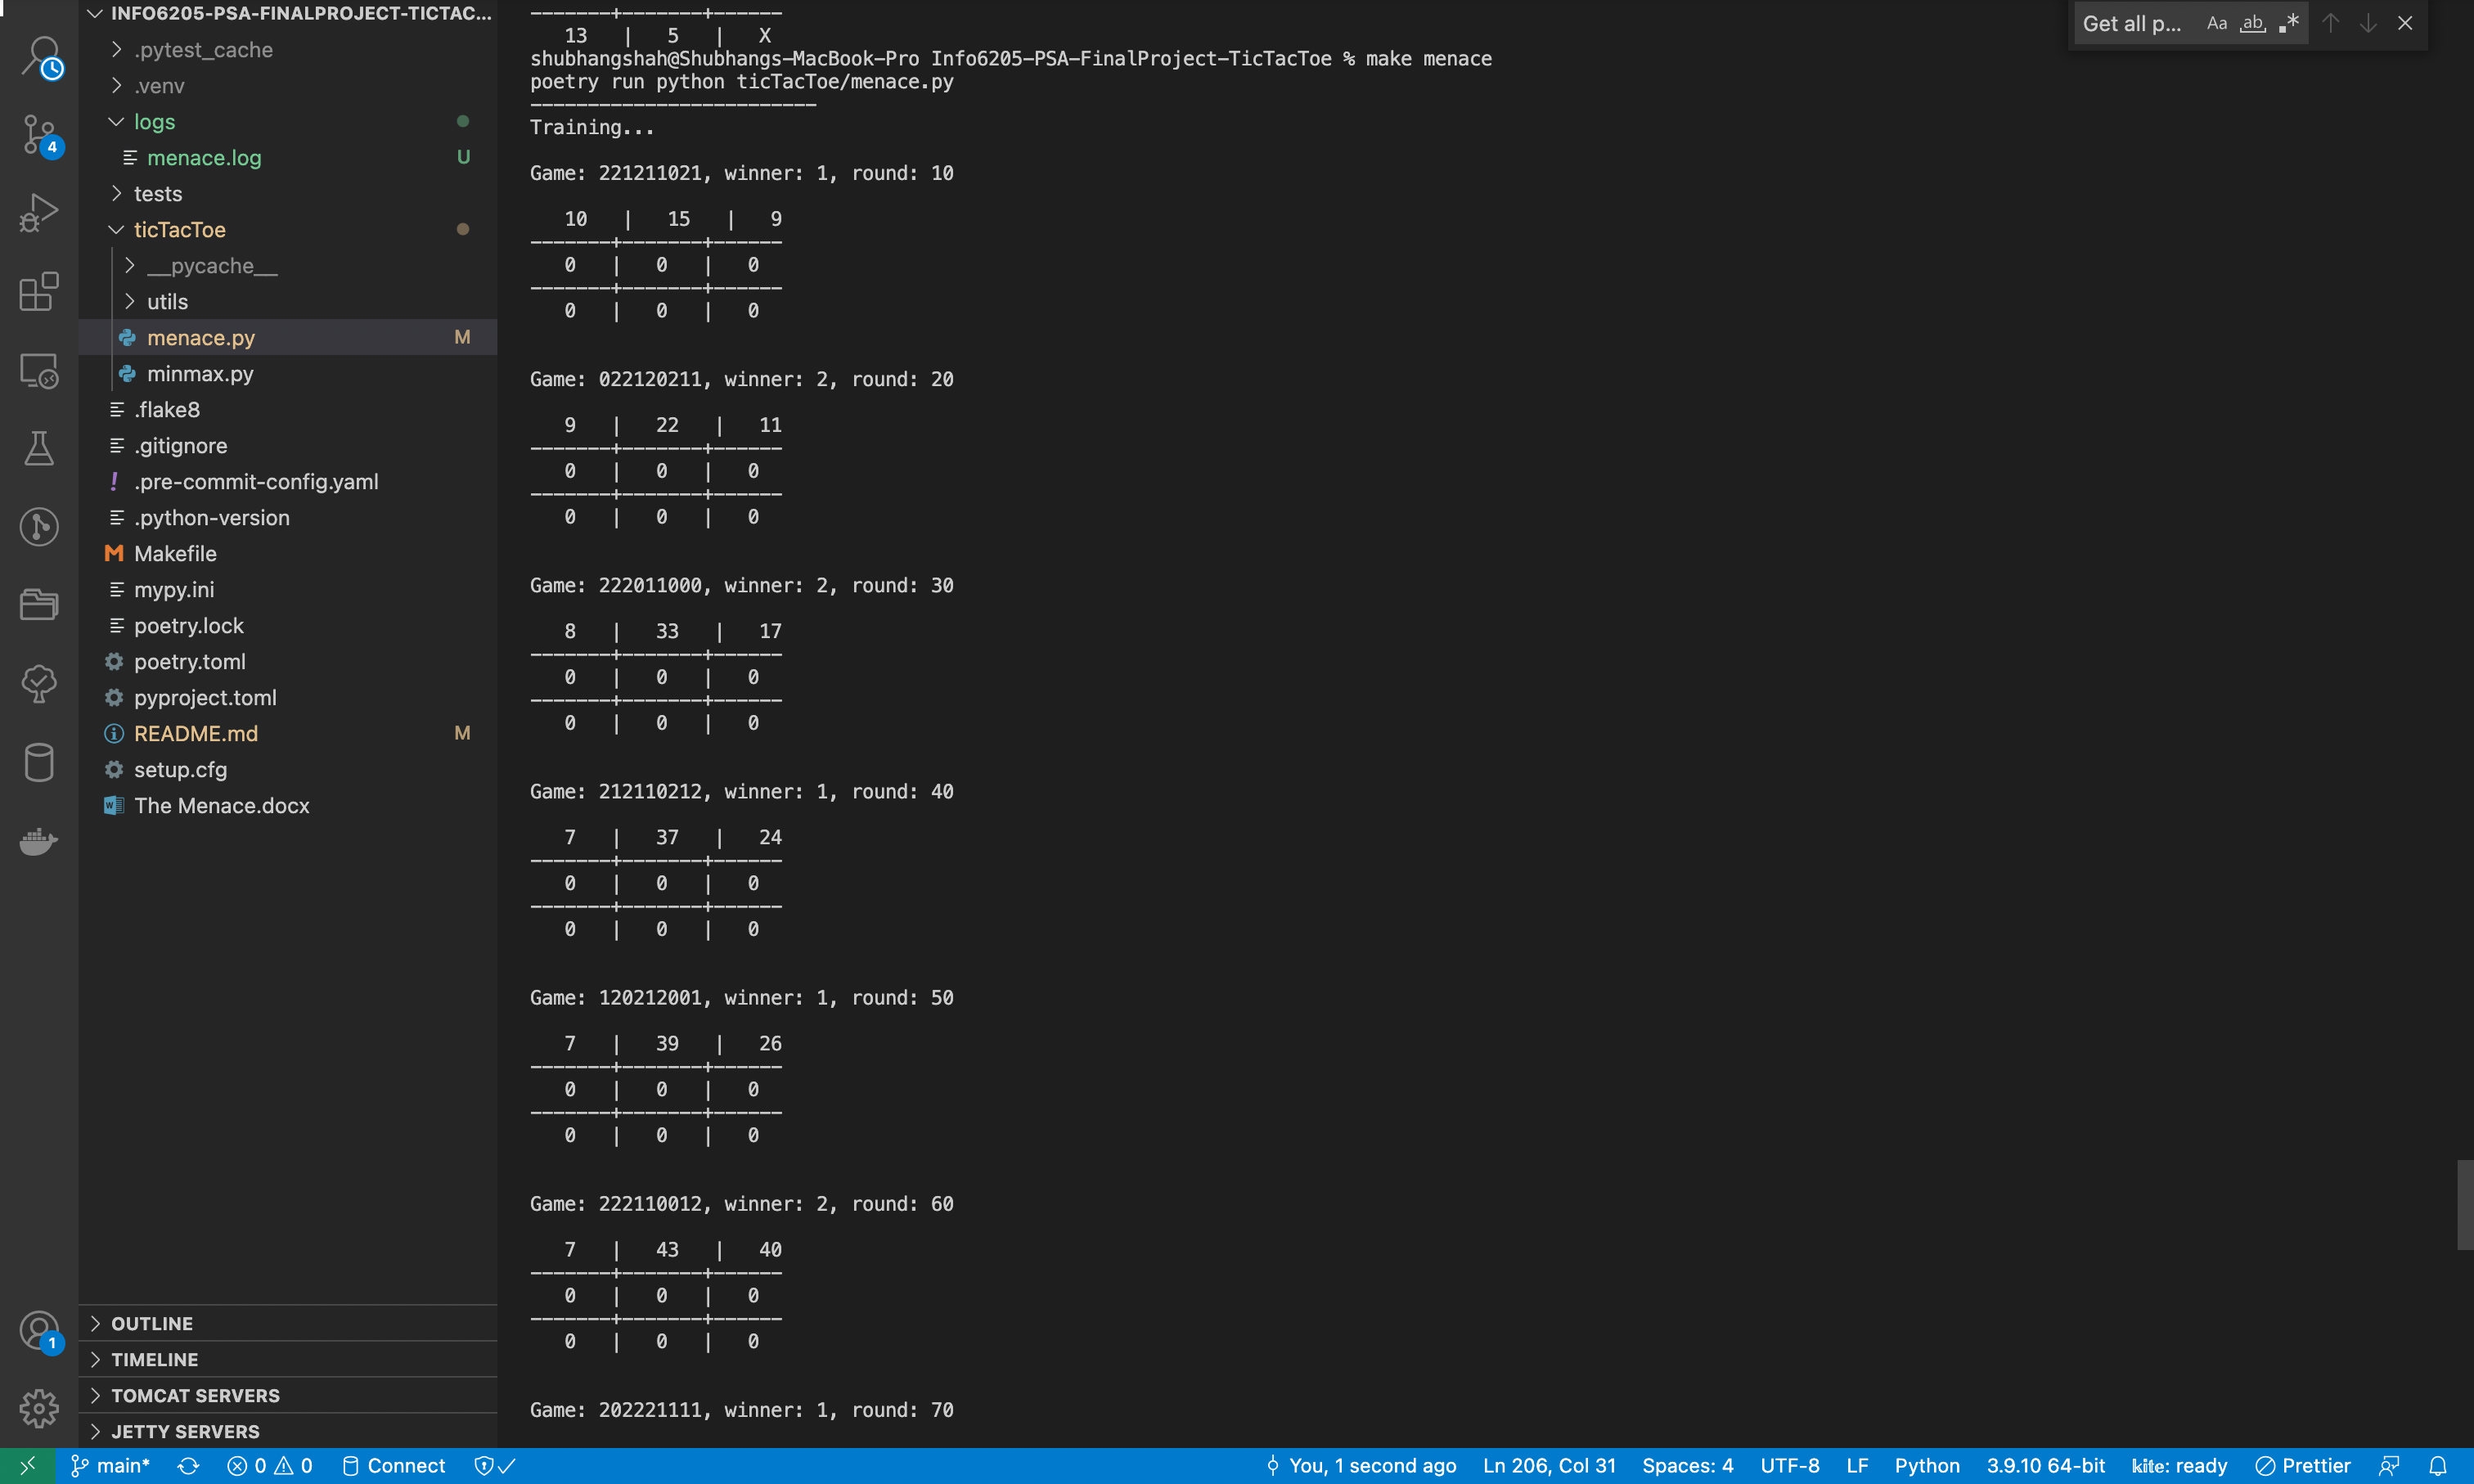 INFO6205-PSA-FINALPROJECT-TICTAC...
.pytest_cache
.venv
logs
menace.log U
tests
ticTacToe
__pycache__
utils
menace.py M
minmax.py
.flake8
.gitignore
.pre-commit-config.yaml
.python-version
Makefile
mypy.ini
poetry.lock
poetry.toml
pyproject.toml
README.md M
setup.cfg
The Menace.docx
OUTLINE
TIMELINE
TOMCAT SERVERS
JETTY SERVERS
4
1
Get all p... Aa ab .*
-------+-------+------
13 | 5 | X
shubhangshah@Shubhangs-MacBook-Pro Info6205-PSA-FinalProject-TicTacToe % make menace
poetry run python ticTacToe/menace.py
-------------------------
Training...
Game: 221211021, winner: 1, round: 10
10 | 15 | 9
-------+-------+------
0 | 0 | 0
-------+-------+------
0 | 0 | 0
Game: 022120211, winner: 2, round: 20
9 | 22 | 11
-------+-------+------
0 | 0 | 0
-------+-------+------
0 | 0 | 0
Game: 222011000, winner: 2, round: 30
8 | 33 | 17
-------+-------+------
0 | 0 | 0
-------+-------+------
0 | 0 | 0
Game: 212110212, winner: 1, round: 40
7 | 37 | 24
-------+-------+------
0 | 0 | 0
-------+-------+------
0 | 0 | 0
Game: 120212001, winner: 1, round: 50
7 | 39 | 26
-------+-------+------
0 | 0 | 0
-------+-------+------
0 | 0 | 0
Game: 222110012, winner: 2, round: 60
7 | 43 | 40
-------+-------+------
0 | 0 | 0
-------+-------+------
0 | 0 | 0
Game: 202221111, winner: 1, round: 70
main* 0 0 Connect You, 1 second ago Ln 206, Col 31 Spaces: 4 UTF-8 LF Python 3.9.10 64-bit kite: ready Prettier